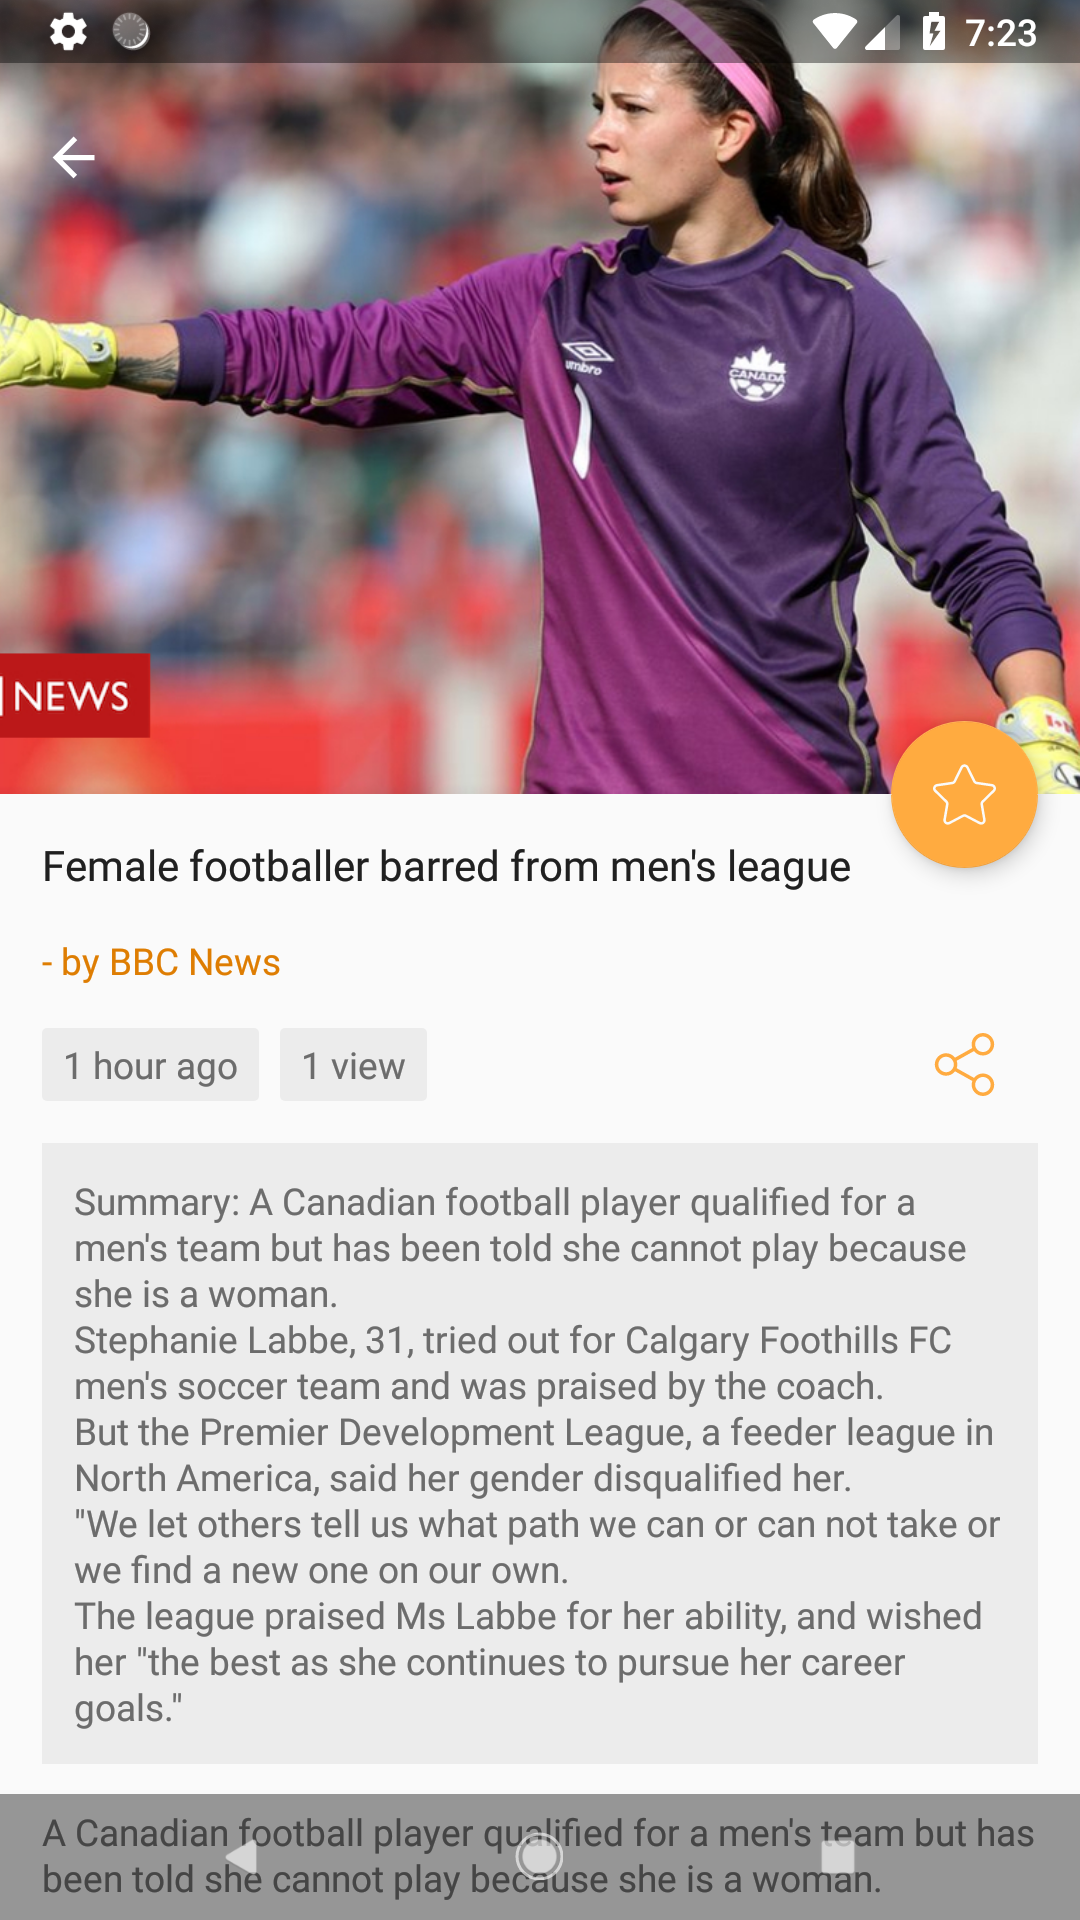 7:23
umbro
CANADA
1
NEWS
Female footballer barred from men's league
- by BBC News
1 hour ago
1 view
Summary: A Canadian football player qualified for a
men's team but has been told she cannot play because
she is a woman.
Stephanie Labbe, 31, tried out for Calgary Foothills FC
men's soccer team and was praised by the coach.
But the Premier Development League, a feeder league in
North America, said her gender disqualified her.
"We let others tell us what path we can or can not take or
we find a new one on our own.
The league praised Ms Labbe for her ability, and wished
her "the best as she continues to pursue her career
goals."
A Canadian football player qualified for a men's team but has
been told she cannot play because she is a woman.